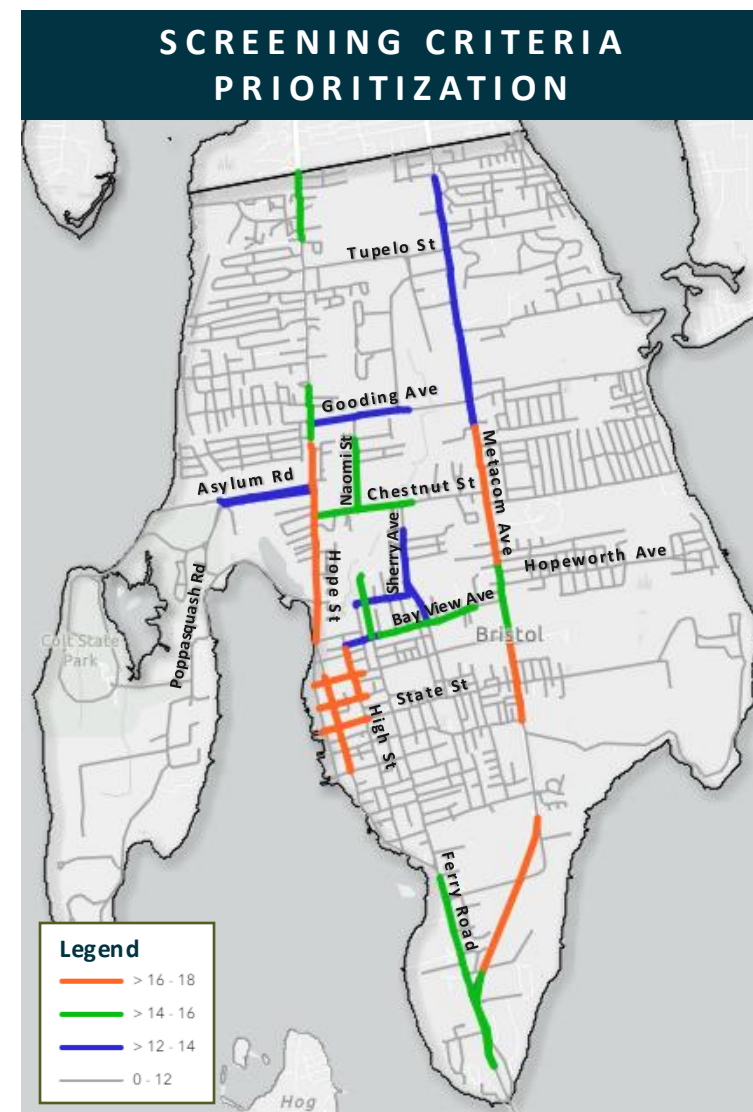 SCREENING CRITERIA
PRIORITIZATION
Tupelo St
Gooding Ave
Naomi St
Metacom Ave
Asylum Rd
Chestnut St
Sherry Ave
Hope St
Hopeworth Ave
Poppasquash Rd
Bay View Ave
Bristol
Colt State
Park
State St
High St
Ferry Road
Legend
> 16 - 18
> 14 - 16
> 12 - 14
0 - 12
Hog